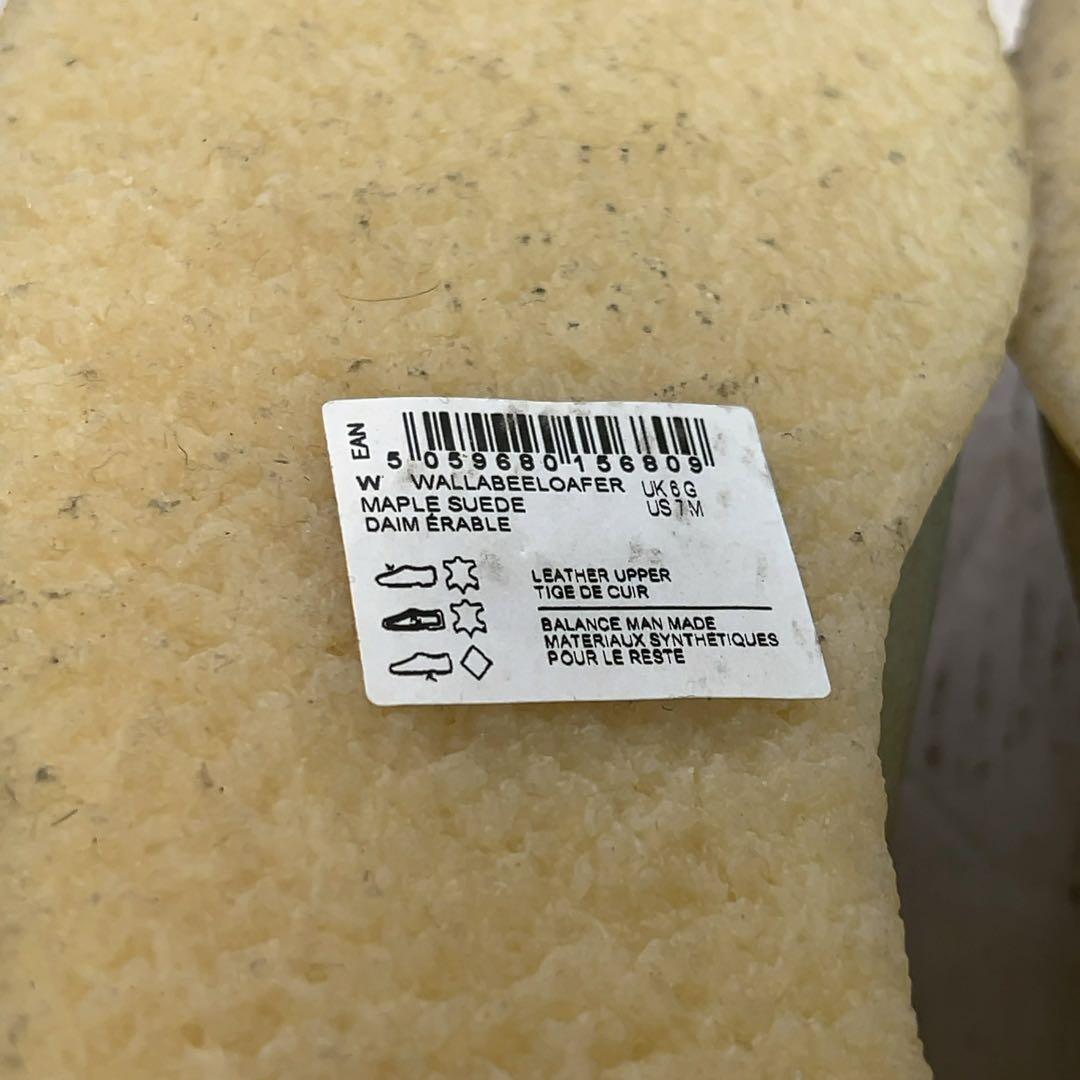 EAN
5 059680 156809
W WALLABEELOAFER UK 6 G
MAPLE SUEDE US 7 M
DAIM ÉRABLE
LEATHER UPPER
TIGE DE CUIR
BALANCE MAN MADE
MATERIAUX SYNTHÉTIQUES
POUR LE RESTE